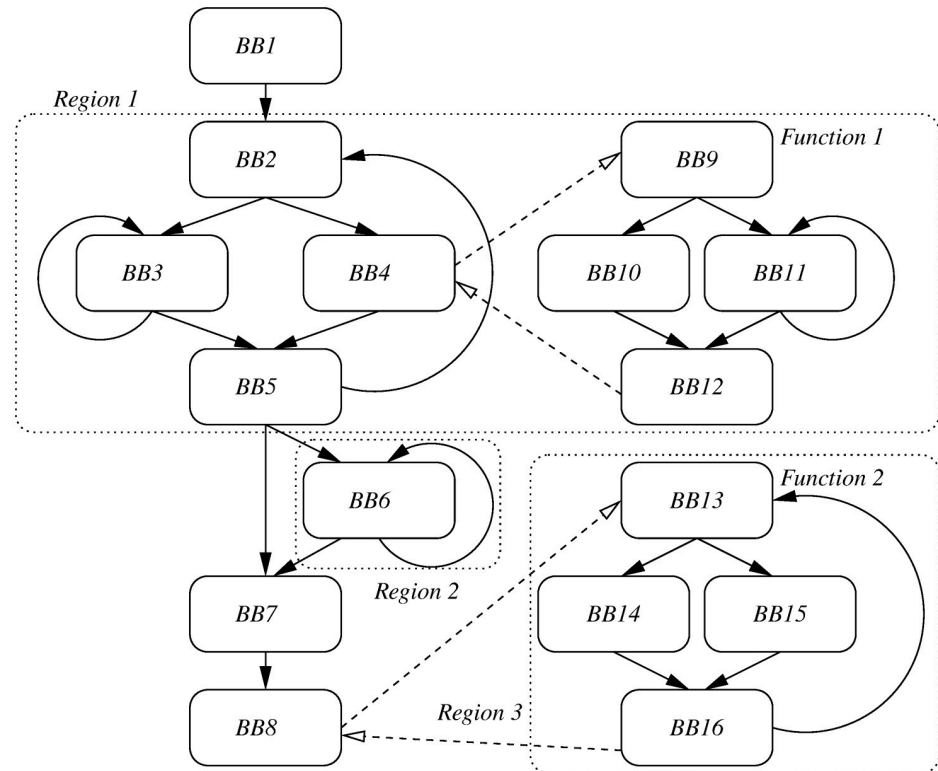 BB1
Region 1
BB2
BB9
Function 1
BB3
BB4
BB10
BB11
BB5
BB12
BB6
BB13
Function 2
Region 2
BB7
BB14
BB15
BB8
Region 3
BB16